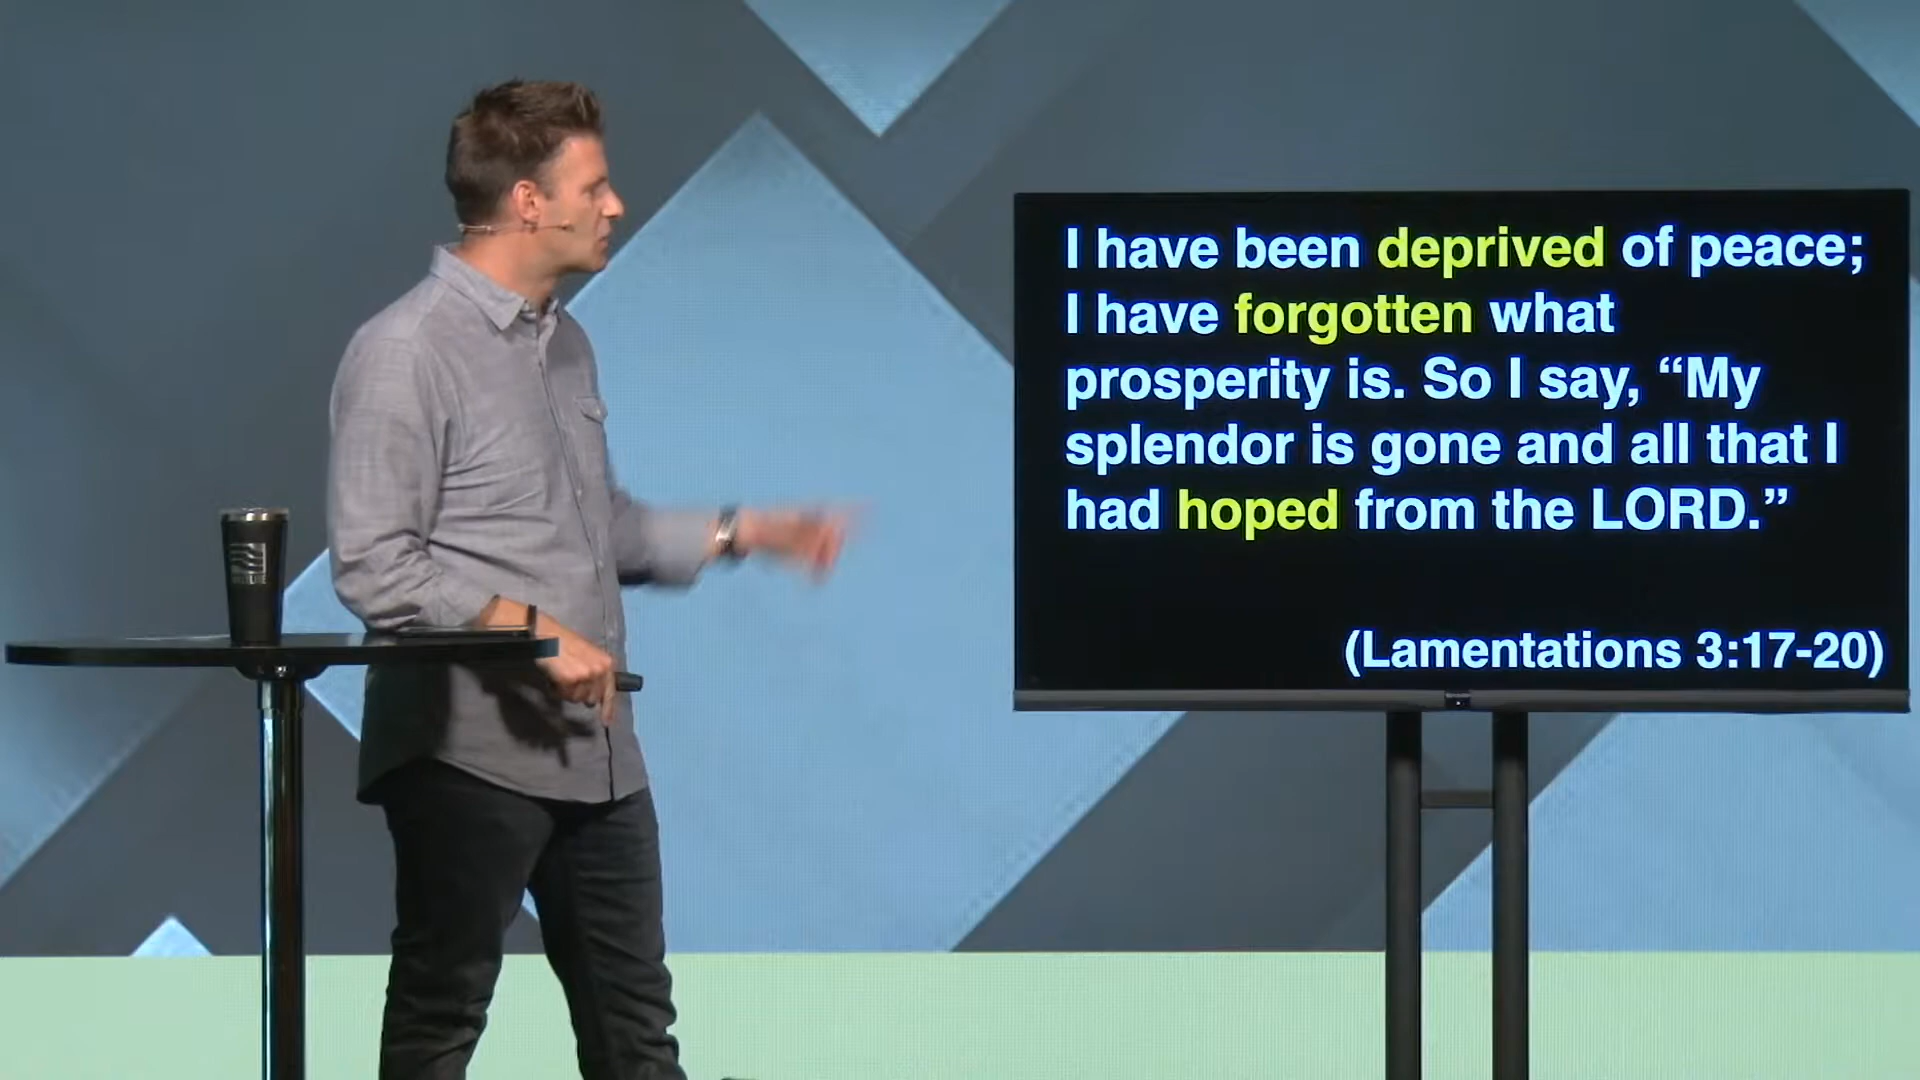 I have been deprived of peace;
I have forgotten what
prosperity is. So I say, “My
splendor is gone and all that I
had hoped from the LORD.”
(Lamentations 3:17-20)